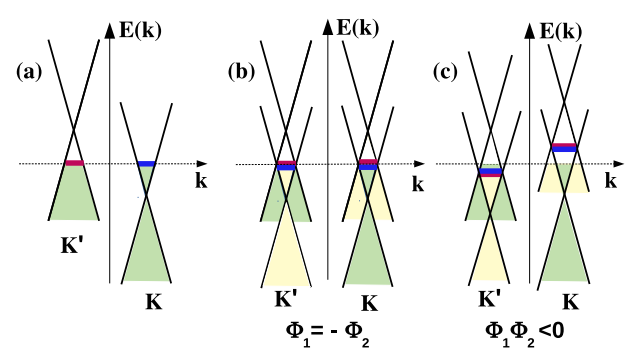 (a)
E(k)
k
K'
K
(b)
E(k)
k
K'
K
Φ₁= - Φ₂
(c)
E(k)
k
K'
K
Φ₁Φ₂<0